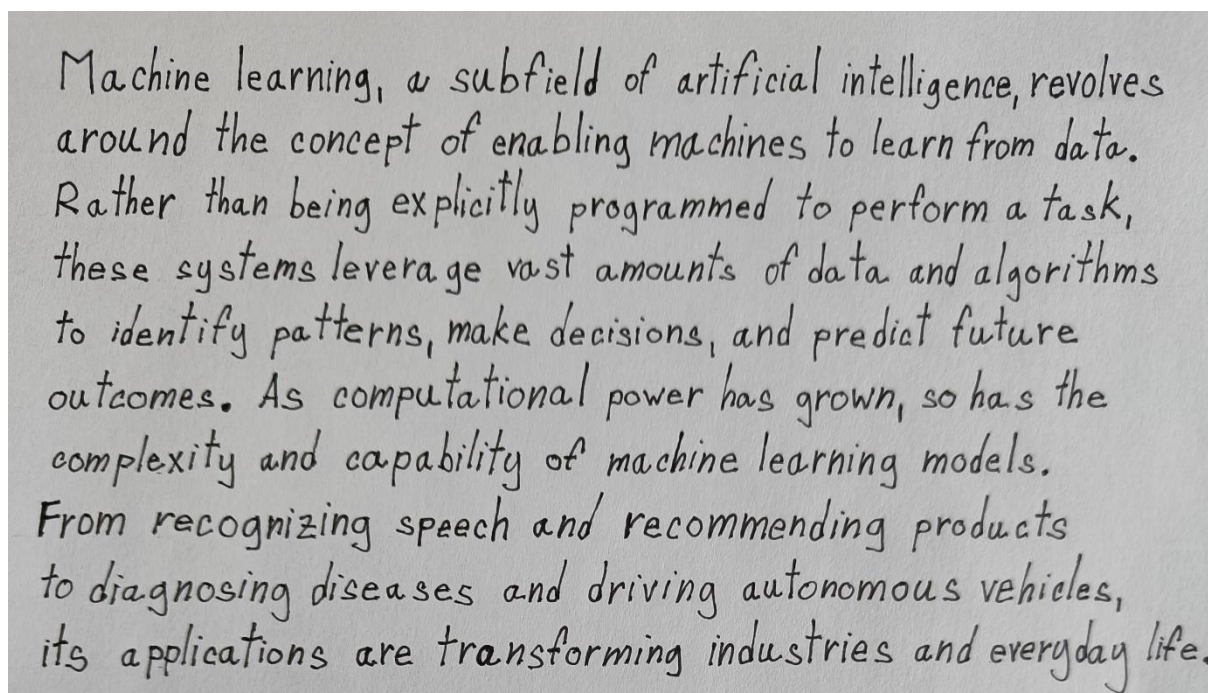 Machine learning, a subfield of artificial intelligence, revolves
around the concept of enabling machines to learn from data.
Rather than being explicitly programmed to perform a task,
these systems leverage vast amounts of data and algorithms
to identify patterns, make decisions, and predict future
outcomes. As computational power has grown, so has the
complexity and capability of machine learning models.
From recognizing speech and recommending products
to diagnosing diseases and driving autonomous vehicles,
its applications are transforming industries and everyday life.